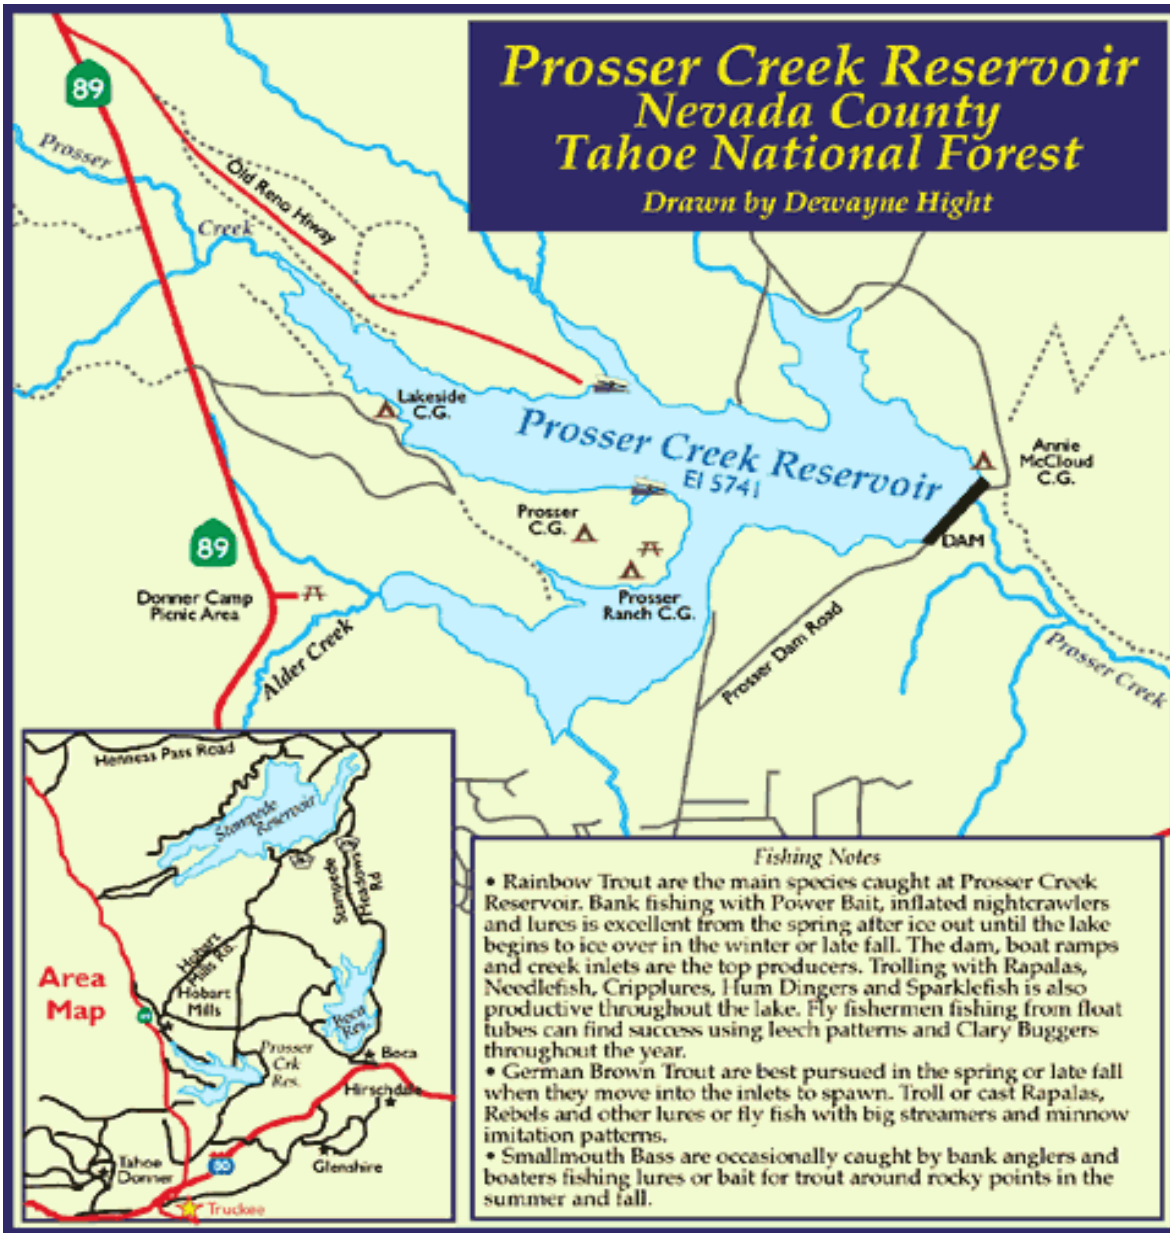 Prosser Creek Reservoir
Nevada County
Tahoe National Forest
Drawn by Dewayne Hight
89
Prosser
Creek
Old Reno Hiway
Lakeside
C.G.
Prosser Creek Reservoir
El 5741
Annie
McCloud
C.G.
Prosser
C.G.
DAM
89
Donner Camp
Picnic Area
Prosser
Ranch C.G.
Alder Creek
Prosser Dam Road
Prosser Creek
Henness Pass Road
Stampede
Reservoir
Stampede
Meadows
Rd
Hobart
Mills Rd.
Area
Map
Hobart
Mills
Boca
Res.
Prosser
Crk
Res.
Boca
Hirschdale
80
Tahoe
Donner
Glenshire
Truckee
Fishing Notes
• Rainbow Trout are the main species caught at Prosser Creek
Reservoir. Bank fishing with Power Bait, inflated nightcrawlers
and lures is excellent from the spring after ice out until the lake
begins to ice over in the winter or late fall. The dam, boat ramps
and creek inlets are the top producers. Trolling with Rapalas,
Needlefish, Cripplures, Hum Dingers and Sparklefish is also
productive throughout the lake. Fly fishermen fishing from float
tubes can find success using leech patterns and Clary Buggers
throughout the year.
• German Brown Trout are best pursued in the spring or late fall
when they move into the inlets to spawn. Troll or cast Rapalas,
Rebels and other lures or fly fish with big streamers and minnow
imitation patterns.
• Smallmouth Bass are occasionally caught by bank anglers and
boaters fishing lures or bait for trout around rocky points in the
summer and fall.